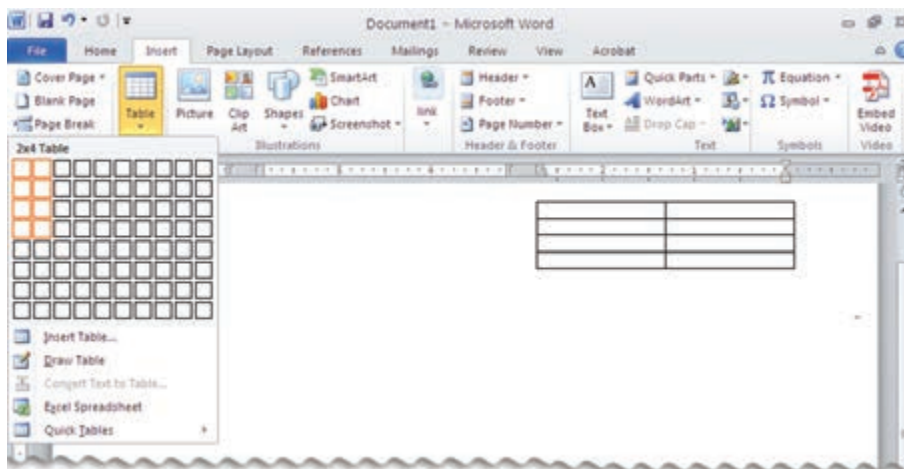 Document1 - Microsoft Word
File Home Insert Page Layout References Mailings Review View Acrobat
Cover Page
Blank Page
Page Break
Table
Picture
Clip Art
Shapes
SmartArt
Chart
Screenshot
Illustrations
link
Header
Footer
Page Number
Header & Footer
A
Text Box
Quick Parts
WordArt
Drop Cap
Text
π Equation
Ω Symbol
Symbols
Embed Video
Video
2x4 Table
Insert Table...
Draw Table
Convert Text to Table...
Excel Spreadsheet
Quick Tables